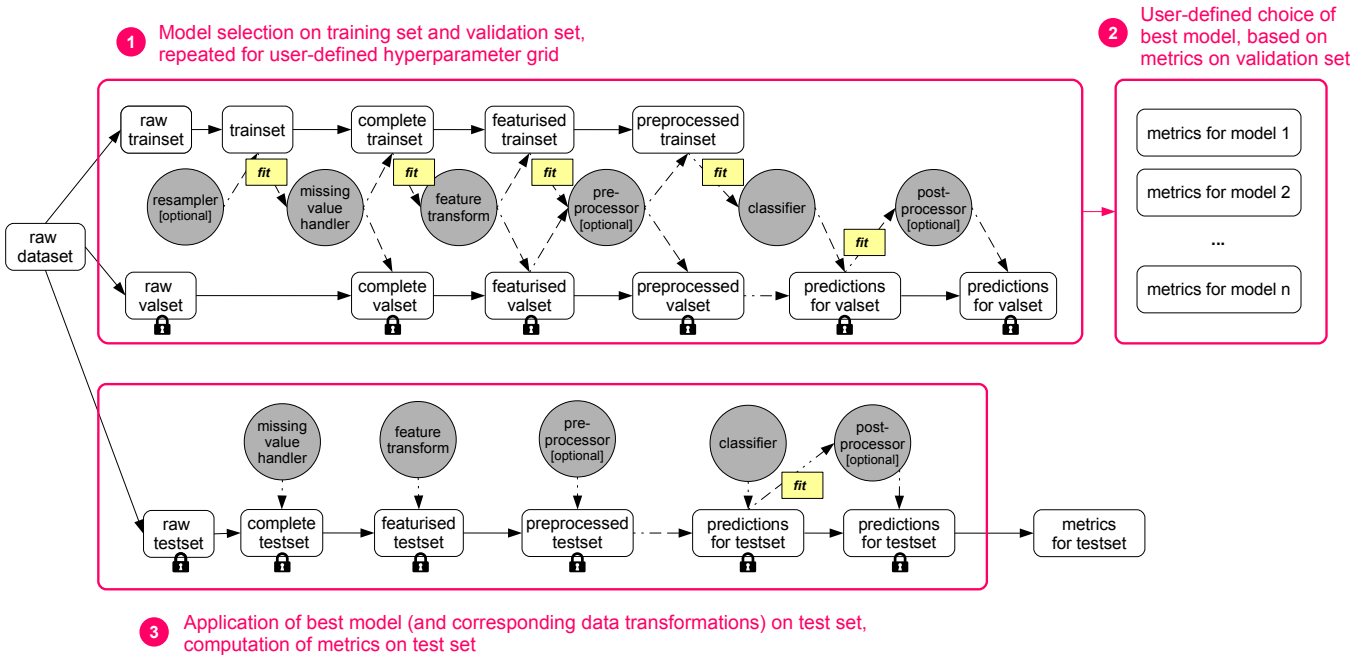 1
Model selection on training set and validation set,
repeated for user-defined hyperparameter grid
2
User-defined choice of
best model, based on
metrics on validation set
raw
trainset
trainset
complete
trainset
featurised
trainset
preprocessed
trainset
fit
fit
fit
fit
resampler
[optional]
missing
value
handler
feature
transform
pre-
processor
[optional]
classifier
post-
processor
[optional]
fit
raw
dataset
raw
valset
complete
valset
featurised
valset
preprocessed
valset
predictions
for valset
predictions
for valset
metrics for model 1
metrics for model 2
...
metrics for model n
missing
value
handler
feature
transform
pre-
processor
[optional]
classifier
post-
processor
[optional]
fit
raw
testset
complete
testset
featurised
testset
preprocessed
testset
predictions
for testset
predictions
for testset
metrics
for testset
3
Application of best model (and corresponding data transformations) on test set,
computation of metrics on test set